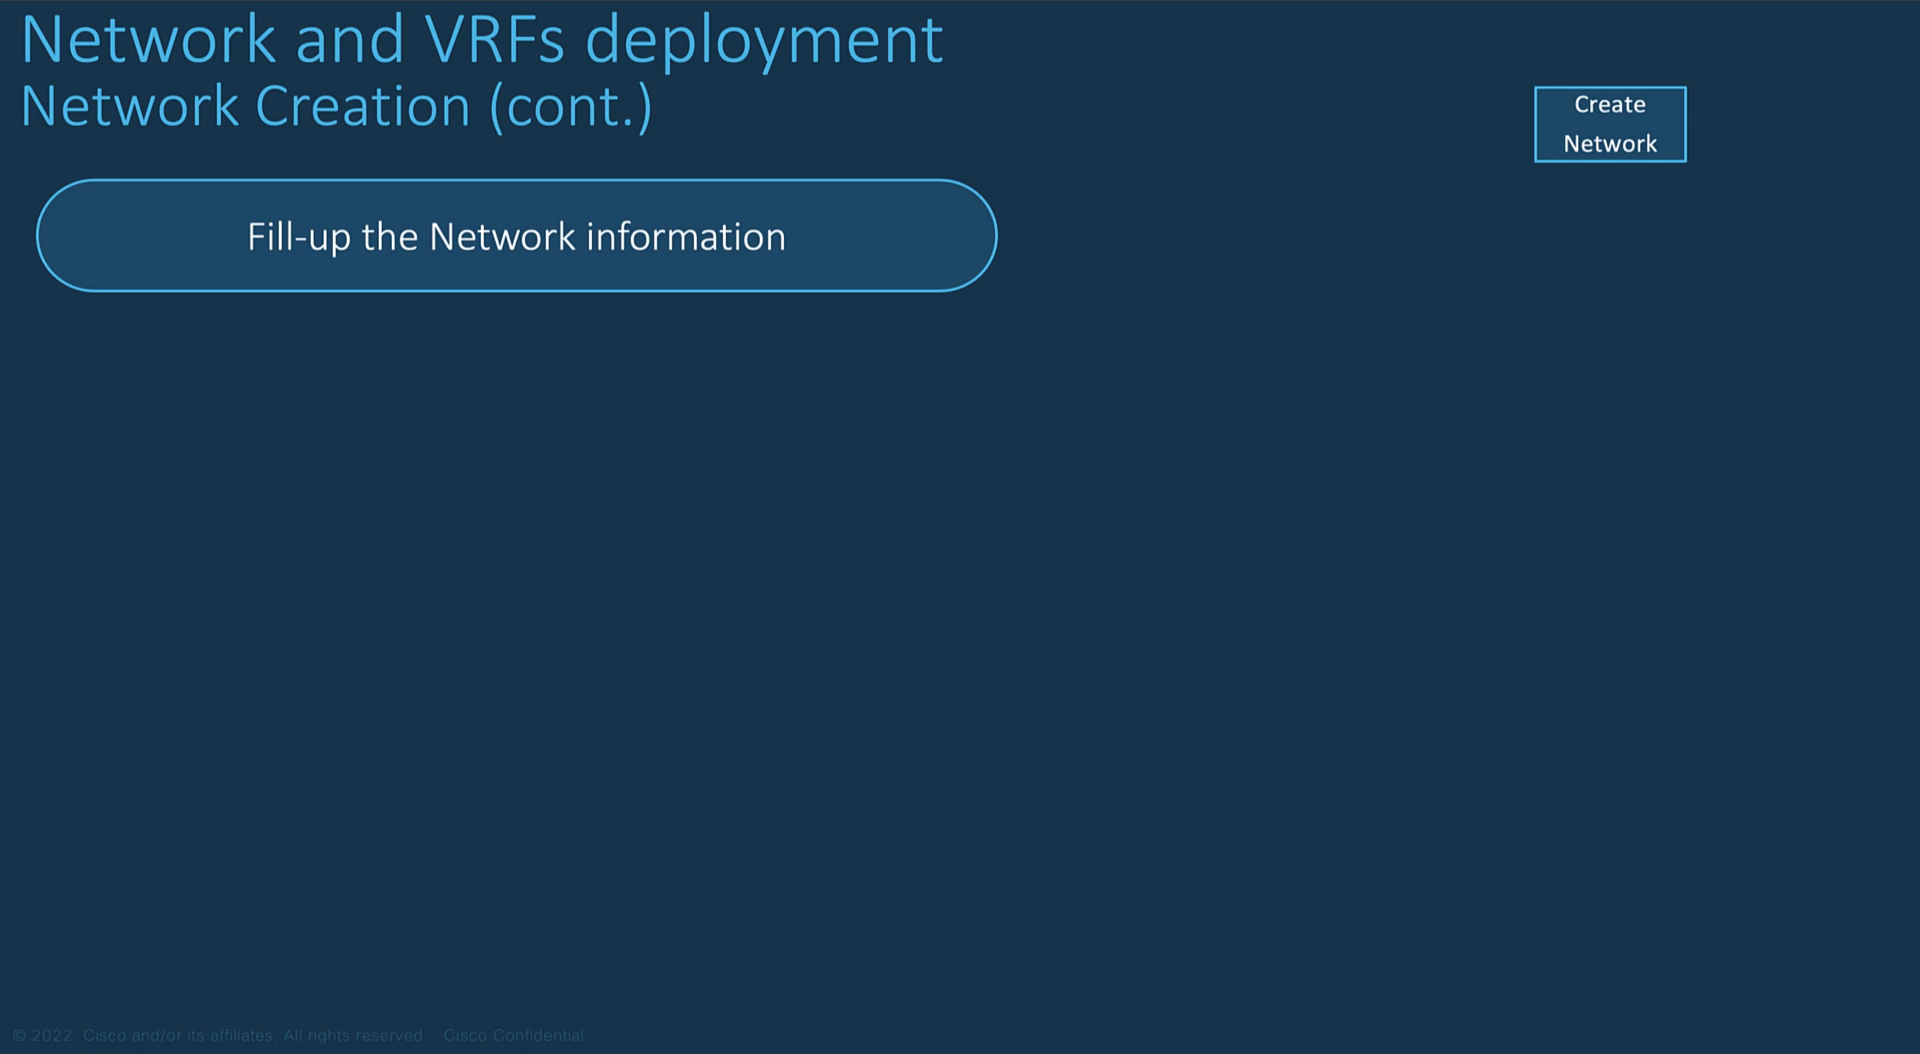 Network and VRFs deployment
Network Creation (cont.)
Create
Network
Fill-up the Network information
© 2022 Cisco and/or its affiliates. All rights reserved. Cisco Confidential